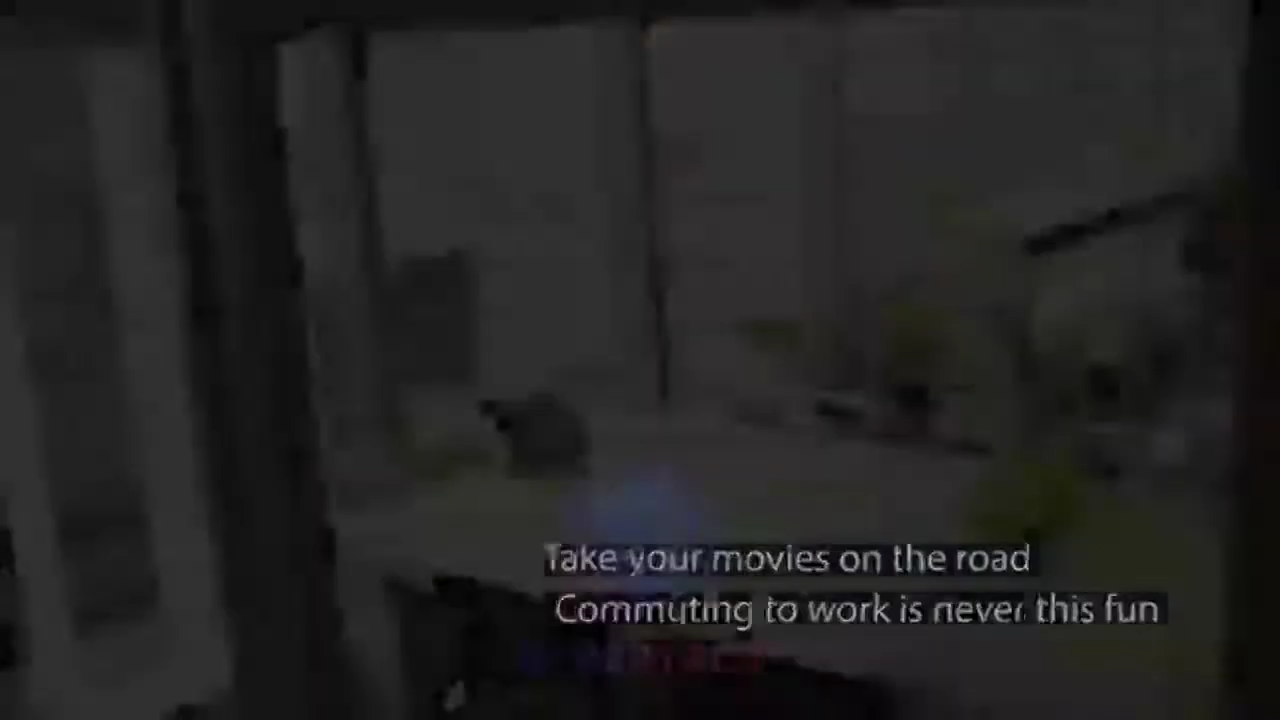 Take your movies on the road
Commuting to work is never this fun